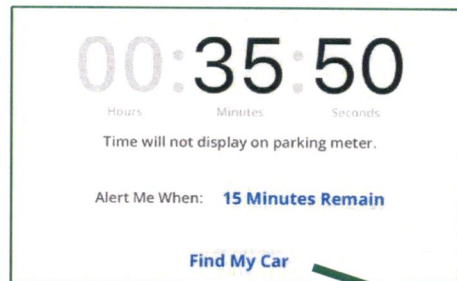 00:35:50
Hours Minutes Seconds
Time will not display on parking meter.
Alert Me When: 15 Minutes Remain
Find My Car